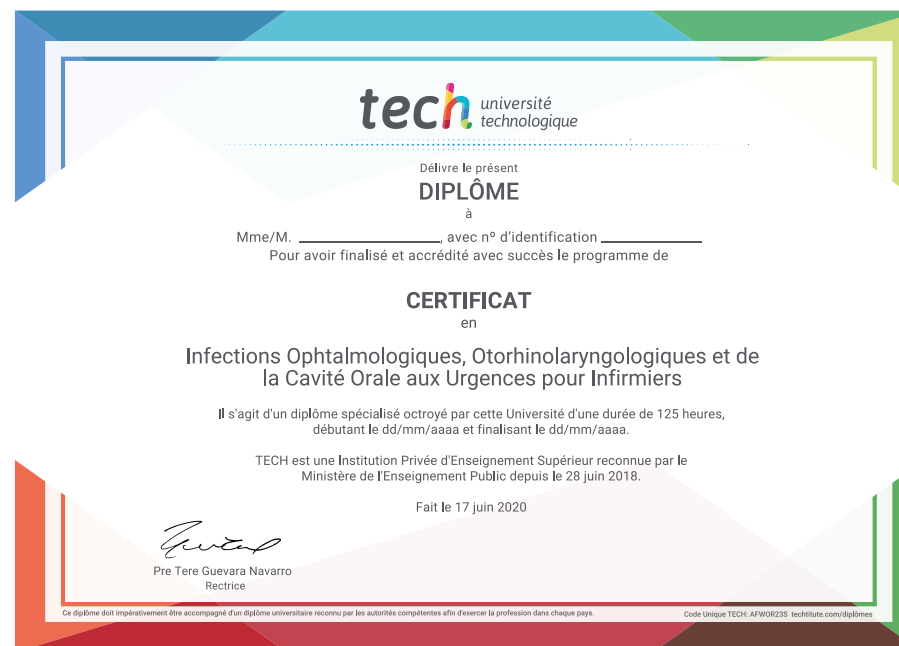 tech université
technologique
Délivre le présent
DIPLÔME
à
Mme/M. ____________________, avec nº d'identification ______________
Pour avoir finalisé et accrédité avec succès le programme de
CERTIFICAT
en
Infections Ophtalmologiques, Otorhinolaryngologiques et de
la Cavité Orale aux Urgences pour Infirmiers
Il s'agit d'un diplôme spécialisé octroyé par cette Université d'une durée de 125 heures,
débutant le dd/mm/aaaa et finalisant le dd/mm/aaaa.
TECH est une Institution Privée d'Enseignement Supérieur reconnue par le
Ministère de l'Enseignement Public depuis le 28 juin 2018.
Fait le 17 juin 2020
Pre Tere Guevara Navarro
Rectrice
Ce diplôme doit impérativement être accompagné d'un diplôme universitaire reconnu par les autorités compétentes afin d'exercer la profession dans chaque pays.
Code Unique TECH: AFWOR23S techtitute.com/diplômes